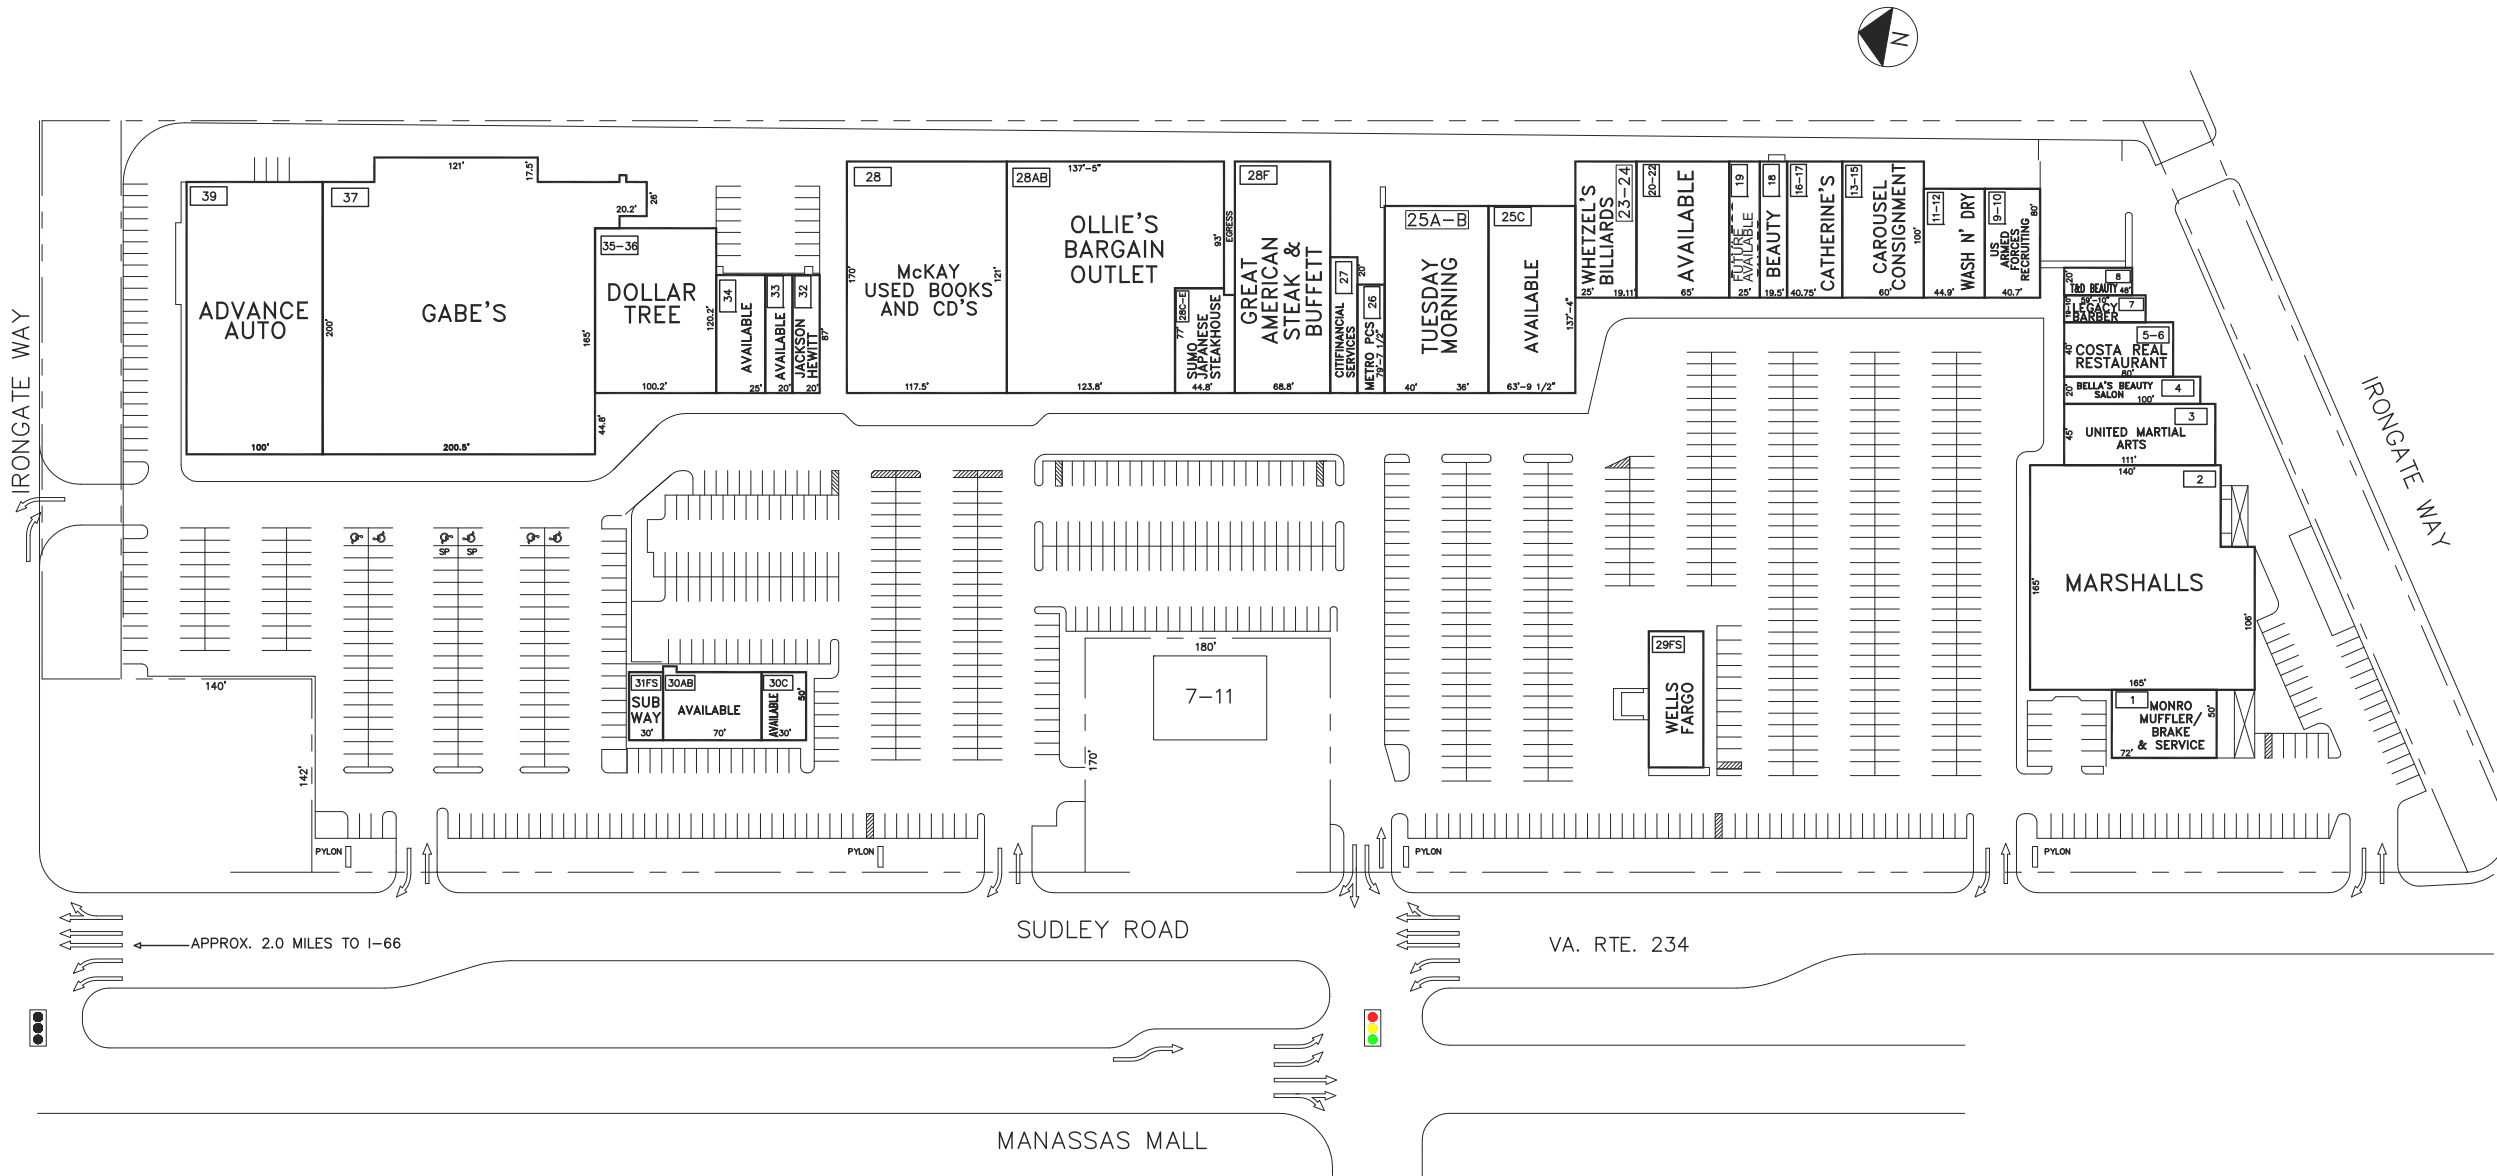 N
IRONGATE WAY
39
ADVANCE
AUTO
100'
200'
37
GABE'S
121'
17.5'
26'
20.2'
165'
200.5'
44.8'
35-36
DOLLAR
TREE
120.2'
100.2'
34
AVAILABLE
25'
33
AVAILABLE
20'
32
JACKSON
HEWITT
20'
87'
28
McKAY
USED BOOKS
AND CD'S
170'
121'
117.5'
28AB
137'-5"
OLLIE'S
BARGAIN
OUTLET
93'
EGRESS
123.8'
28C-E
77'
SUMO
JAPANESE
STEAKHOUSE
44.8'
28F
GREAT
AMERICAN
STEAK &
BUFFETT
68.8'
27
CITIFINANCIAL
SERVICES
20'
26
METRO PCS
79'-7 1/2"
25A-B
TUESDAY
MORNING
40'
36'
25C
AVAILABLE
137'-4"
63'-9 1/2"
23-24
WHETZEL'S
BILLIARDS
25'
19.11'
20-22
AVAILABLE
65'
19
FUTURE
AVAILABLE
25'
18
BEAUTY
19.5'
16-17
CATHERINE'S
40.75'
13-15
CAROUSEL
CONSIGNMENT
100'
60'
11-12
WASH N' DRY
44.9'
9-10
US
ARMED
FORCES
RECRUITING
80'
40.7'
8
20'
T&D BEAUTY
48'
59'-10"
7
19'-10"
LEGACY
BARBER
5-6
40'
COSTA REAL
RESTAURANT
80'
4
20'
BELLA'S BEAUTY
SALON
100'
3
45'
UNITED MARTIAL
ARTS
111'
140'
2
MARSHALLS
165'
106'
165'
1
MONRO
MUFFLER/
BRAKE
& SERVICE
50'
72'
IRONGATE WAY
SP SP
140'
142'
31FS
SUB
WAY
30'
30AB
AVAILABLE
70'
30C
AVAILABLE
50'
30'
180'
7-11
170'
29FS
WELLS
FARGO
PYLON
PYLON
PYLON
PYLON
SUDLEY ROAD
VA. RTE. 234
APPROX. 2.0 MILES TO I-66
MANASSAS MALL